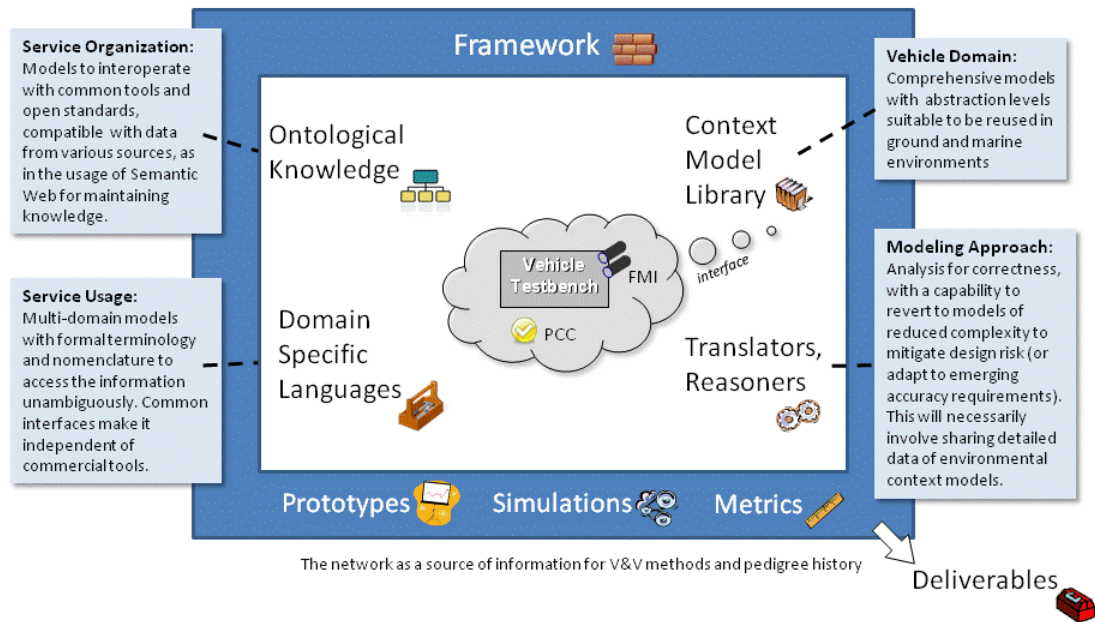 Framework
Service Organization:
Models to interoperate
with common tools and
open standards,
compatible with data
from various sources, as
in the usage of Semantic
Web for maintaining
knowledge.
Vehicle Domain:
Comprehensive models
with abstraction levels
suitable to be reused in
ground and marine
environments
Ontological
Knowledge
Context
Model
Library
Vehicle
Testbench
FMI
PCC
interface
Service Usage:
Multi-domain models
with formal terminology
and nomenclature to
access the information
unambiguously. Common
interfaces make it
independent of
commercial tools.
Domain
Specific
Languages
Translators,
Reasoners
Modeling Approach:
Analysis for correctness,
with a capability to
revert to models of
reduced complexity to
mitigate design risk (or
adapt to emerging
accuracy requirements).
This will necessarily
involve sharing detailed
data of environmental
context models.
Prototypes
Simulations
Metrics
The network as a source of information for V&V methods and pedigree history
Deliverables